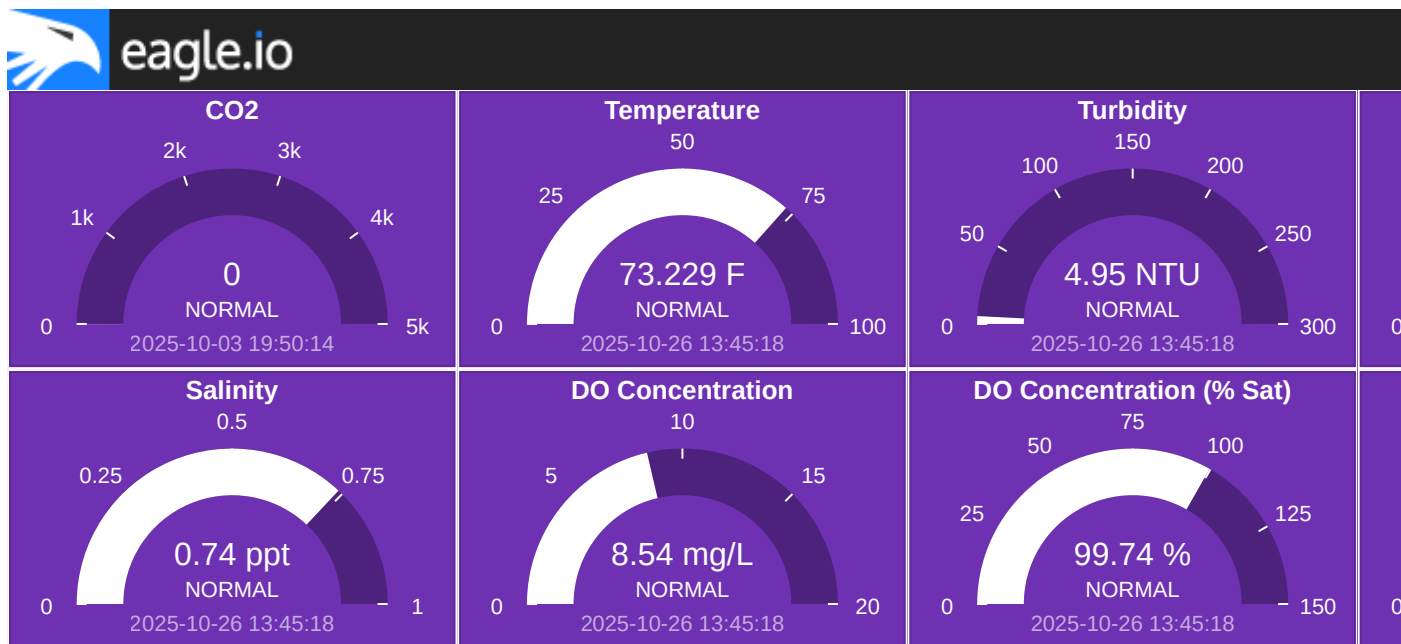 eagle.io
CO2
2k 3k
1k 4k
0
NORMAL
0 5k
2025-10-03 19:50:14
Temperature
50
25 75
73.229 F
NORMAL
0 100
2025-10-26 13:45:18
Turbidity
150
100 200
50 250
4.95 NTU
NORMAL
0 300
2025-10-26 13:45:18
0
Salinity
0.5
0.25 0.75
0.74 ppt
NORMAL
0 1
2025-10-26 13:45:18
DO Concentration
10
5 15
8.54 mg/L
NORMAL
0 20
2025-10-26 13:45:18
DO Concentration (% Sat)
75
50 100
25 125
99.74 %
NORMAL
0 150
2025-10-26 13:45:18
0